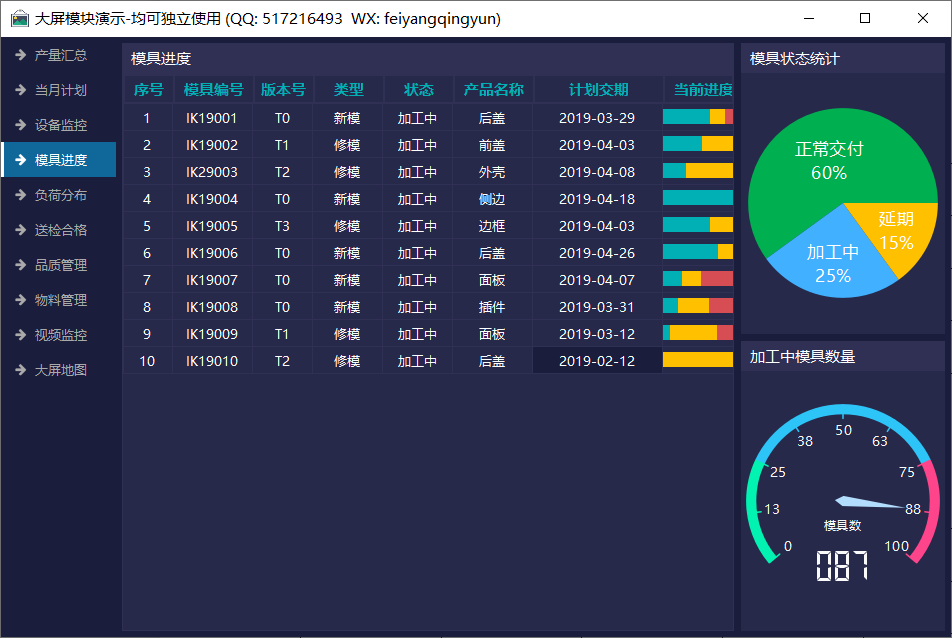 大屏模块演示-均可独立使用 (QQ: 517216493  WX: feiyangqingyun)
产量汇总
当月计划
设备监控
模具进度
负荷分布
送检合格
品质管理
物料管理
视频监控
大屏地图
模具进度
序号 模具编号 版本号 类型 状态 产品名称 计划交期 当前进度
1 IK19001 T0 新模 加工中 后盖 2019-03-29
2 IK19002 T1 修模 加工中 前盖 2019-04-03
3 IK29003 T2 修模 加工中 外壳 2019-04-08
4 IK19004 T0 新模 加工中 侧边 2019-04-18
5 IK19005 T3 修模 加工中 边框 2019-04-03
6 IK19006 T0 新模 加工中 后盖 2019-04-26
7 IK19007 T0 新模 加工中 面板 2019-04-07
8 IK19008 T0 新模 加工中 插件 2019-03-31
9 IK19009 T1 修模 加工中 面板 2019-03-12
10 IK19010 T2 修模 加工中 后盖 2019-02-12
模具状态统计
正常交付
60%
延期
15%
加工中
25%
加工中模具数量
0
13
25
38
50
63
75
88
100
模具数
087